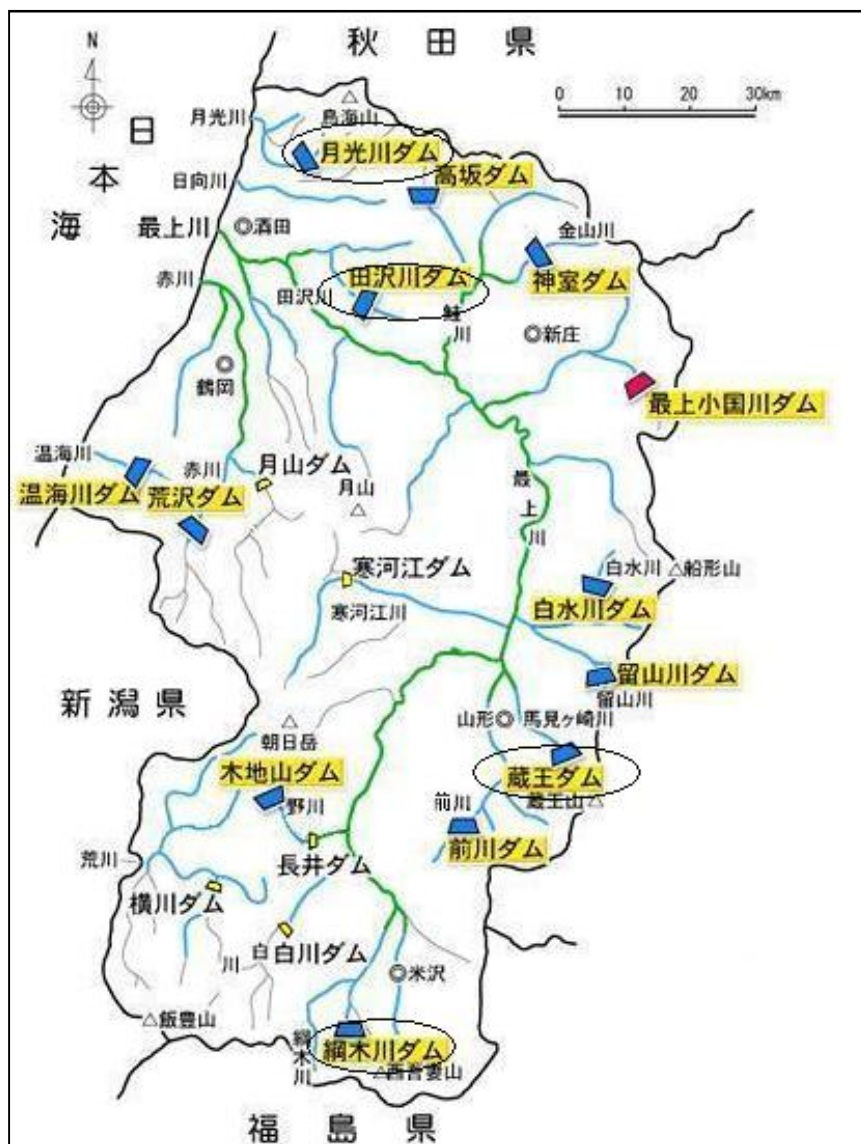 秋田県
N
0 10 20 30km
日本海
月光川
鳥海山
月光川ダム
高坂ダム
日向川
最上川
酒田
金山川
赤川
田沢川ダム
神室ダム
田沢川
鮭川
新庄
鶴岡
最上小国川ダム
温海川
赤川
月山ダム
温海川ダム
荒沢ダム
月山
最上川
寒河江ダム
白水川
船形山
寒河江川
白水川ダム
留山川ダム
新潟県
留山川
山形
馬見ヶ崎川
朝日岳
木地山ダム
蔵王ダム
野川
前川
蔵王山
前川ダム
荒川
長井ダム
横川ダム
白川
白川ダム
米沢
飯豊山
綱木川
綱木川ダム
西吾妻山
福島県